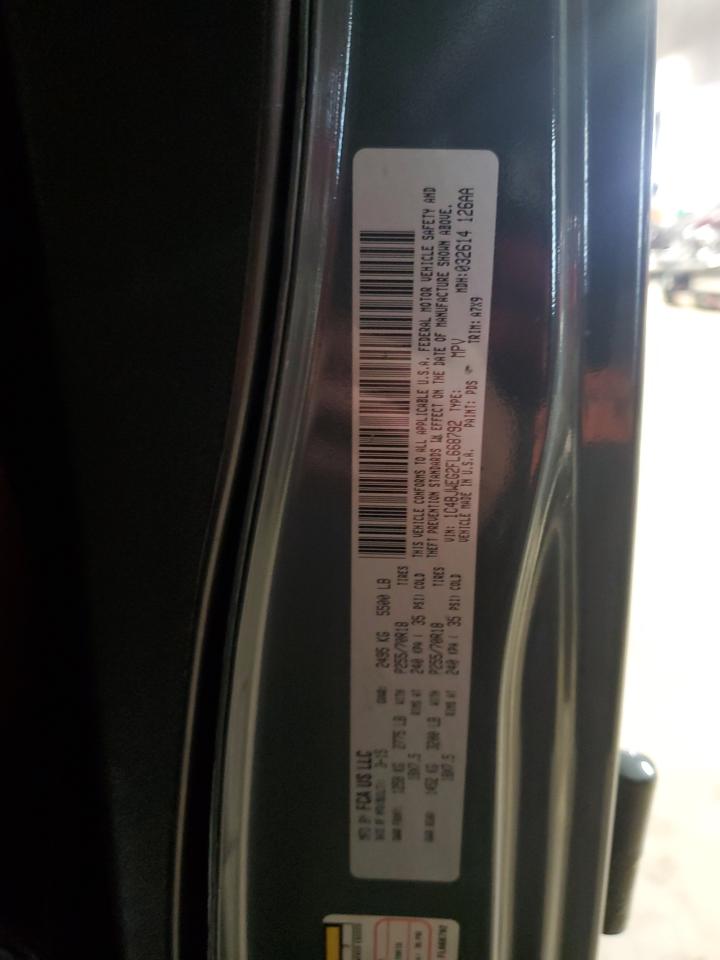 MFD BY FCA US LLC
DATE OF MFR/VEHICLE: 3-15 GVWR: 2495 KG 5500 LB
GAWR FRONT: 1259 KG 2775 LB WITH P255/70R18 TIRES
18X7.5 RIMS AT 240 KPA ( 35 PSI) COLD
GAWR REAR: 1452 KG 3200 LB WITH P255/70R18 TIRES
18X7.5 RIMS AT 240 KPA ( 35 PSI) COLD
THIS VEHICLE CONFORMS TO ALL APPLICABLE U.S.A. FEDERAL MOTOR VEHICLE SAFETY AND
THEFT PREVENTION STANDARDS IN EFFECT ON THE DATE OF MANUFACTURE SHOWN ABOVE.
VIN: 1C4BJWEG2FL668792 TYPE: MPV MDH:032614 126AA
VEHICLE MADE IN U.S.A. PAINT: PDS TRIM: A7X9
FL668792